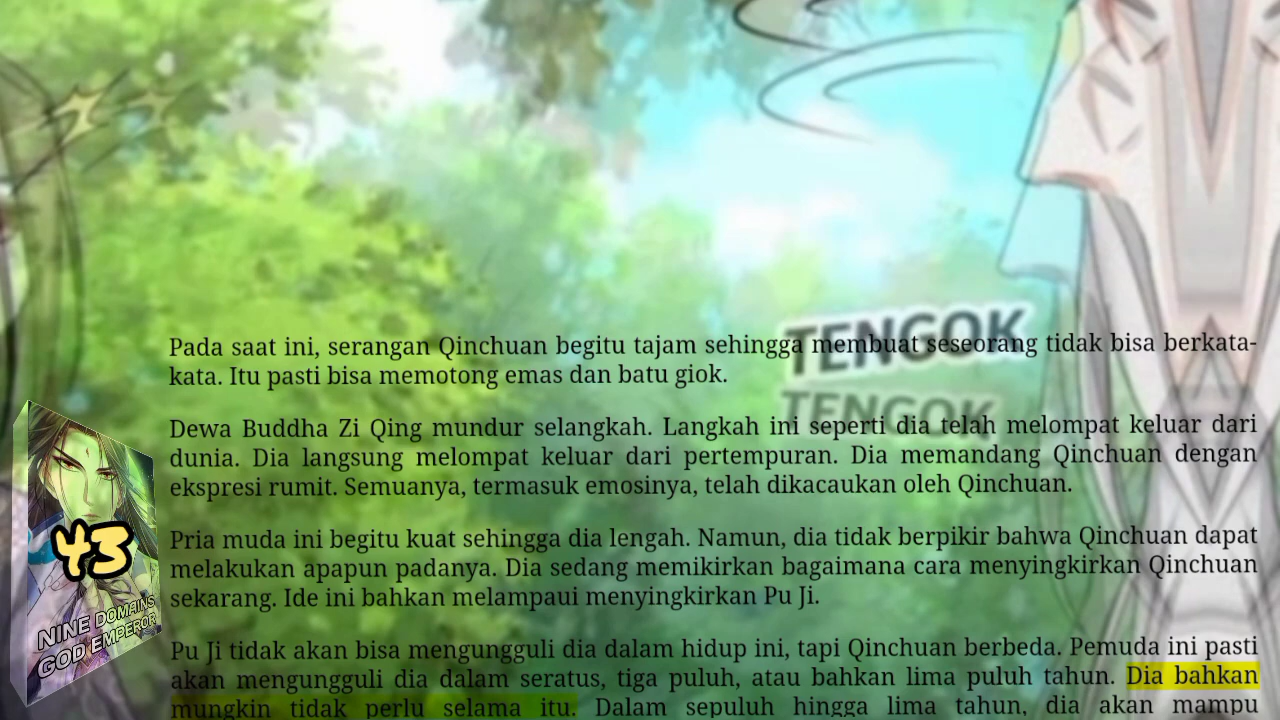 TENGOK
TENGOK
Pada saat ini, serangan Qinchuan begitu tajam sehingga membuat seseorang tidak bisa berkata-
kata. Itu pasti bisa memotong emas dan batu giok.
Dewa Buddha Zi Qing mundur selangkah. Langkah ini seperti dia telah melompat keluar dari
dunia. Dia langsung melompat keluar dari pertempuran. Dia memandang Qinchuan dengan
ekspresi rumit. Semuanya, termasuk emosinya, telah dikacaukan oleh Qinchuan.
Pria muda ini begitu kuat sehingga dia lengah. Namun, dia tidak berpikir bahwa Qinchuan dapat
melakukan apapun padanya. Dia sedang memikirkan bagaimana cara menyingkirkan Qinchuan
sekarang. Ide ini bahkan melampaui menyingkirkan Pu Ji.
Pu Ji tidak akan bisa mengungguli dia dalam hidup ini, tapi Qinchuan berbeda. Pemuda ini pasti
akan mengungguli dia dalam seratus, tiga puluh, atau bahkan lima puluh tahun. Dia bahkan
mungkin tidak perlu selama itu. Dalam sepuluh hingga lima tahun, dia akan mampu
43
NINE DOMAINS
GOD EMPEROR